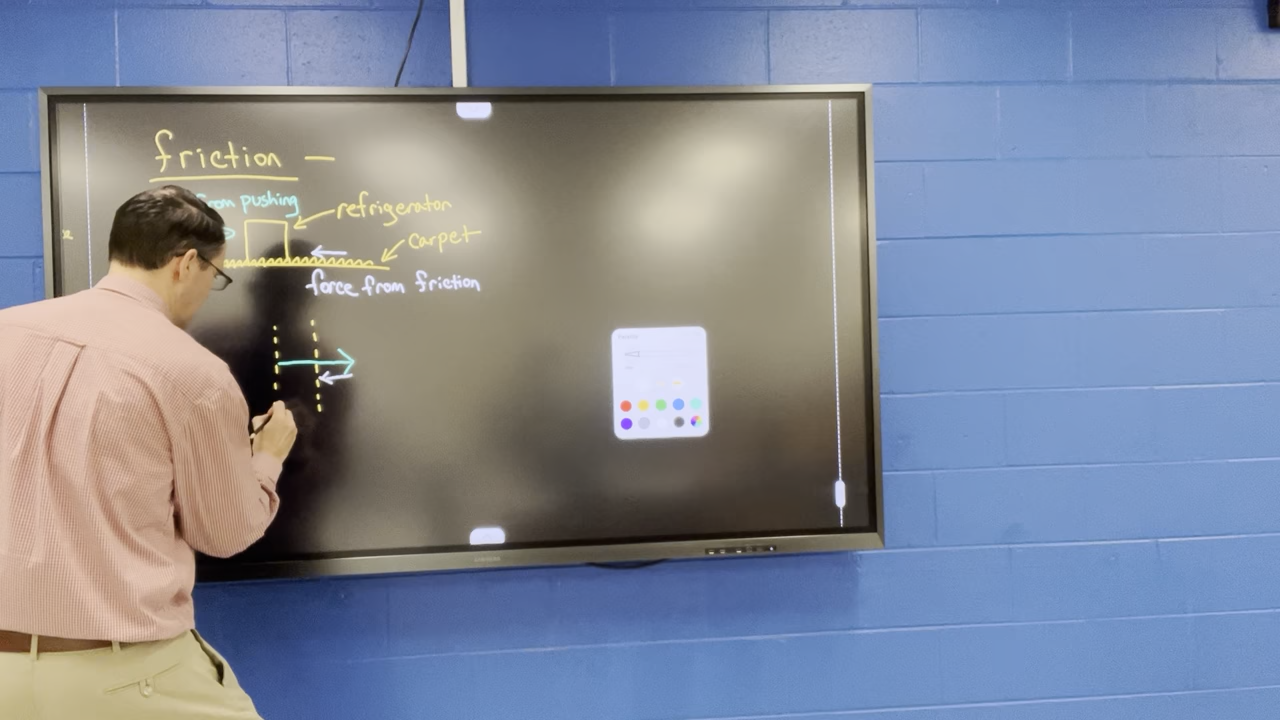 friction —
from pushing
refrigerator
carpet
force from friction